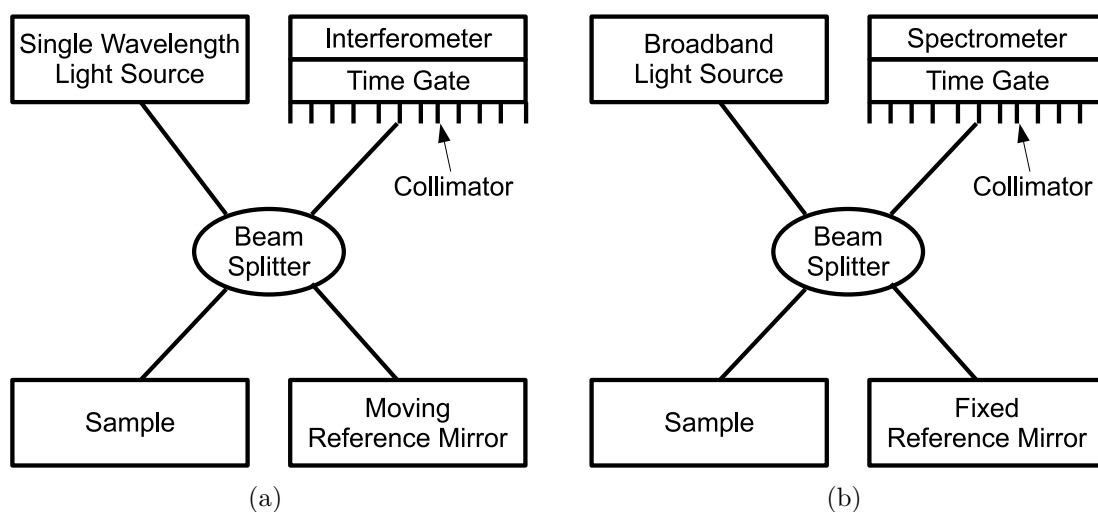 Single Wavelength
Light Source
Interferometer
Time Gate
Collimator
Beam
Splitter
Sample
Moving
Reference Mirror
(a)
Broadband
Light Source
Spectrometer
Time Gate
Collimator
Beam
Splitter
Sample
Fixed
Reference Mirror
(b)